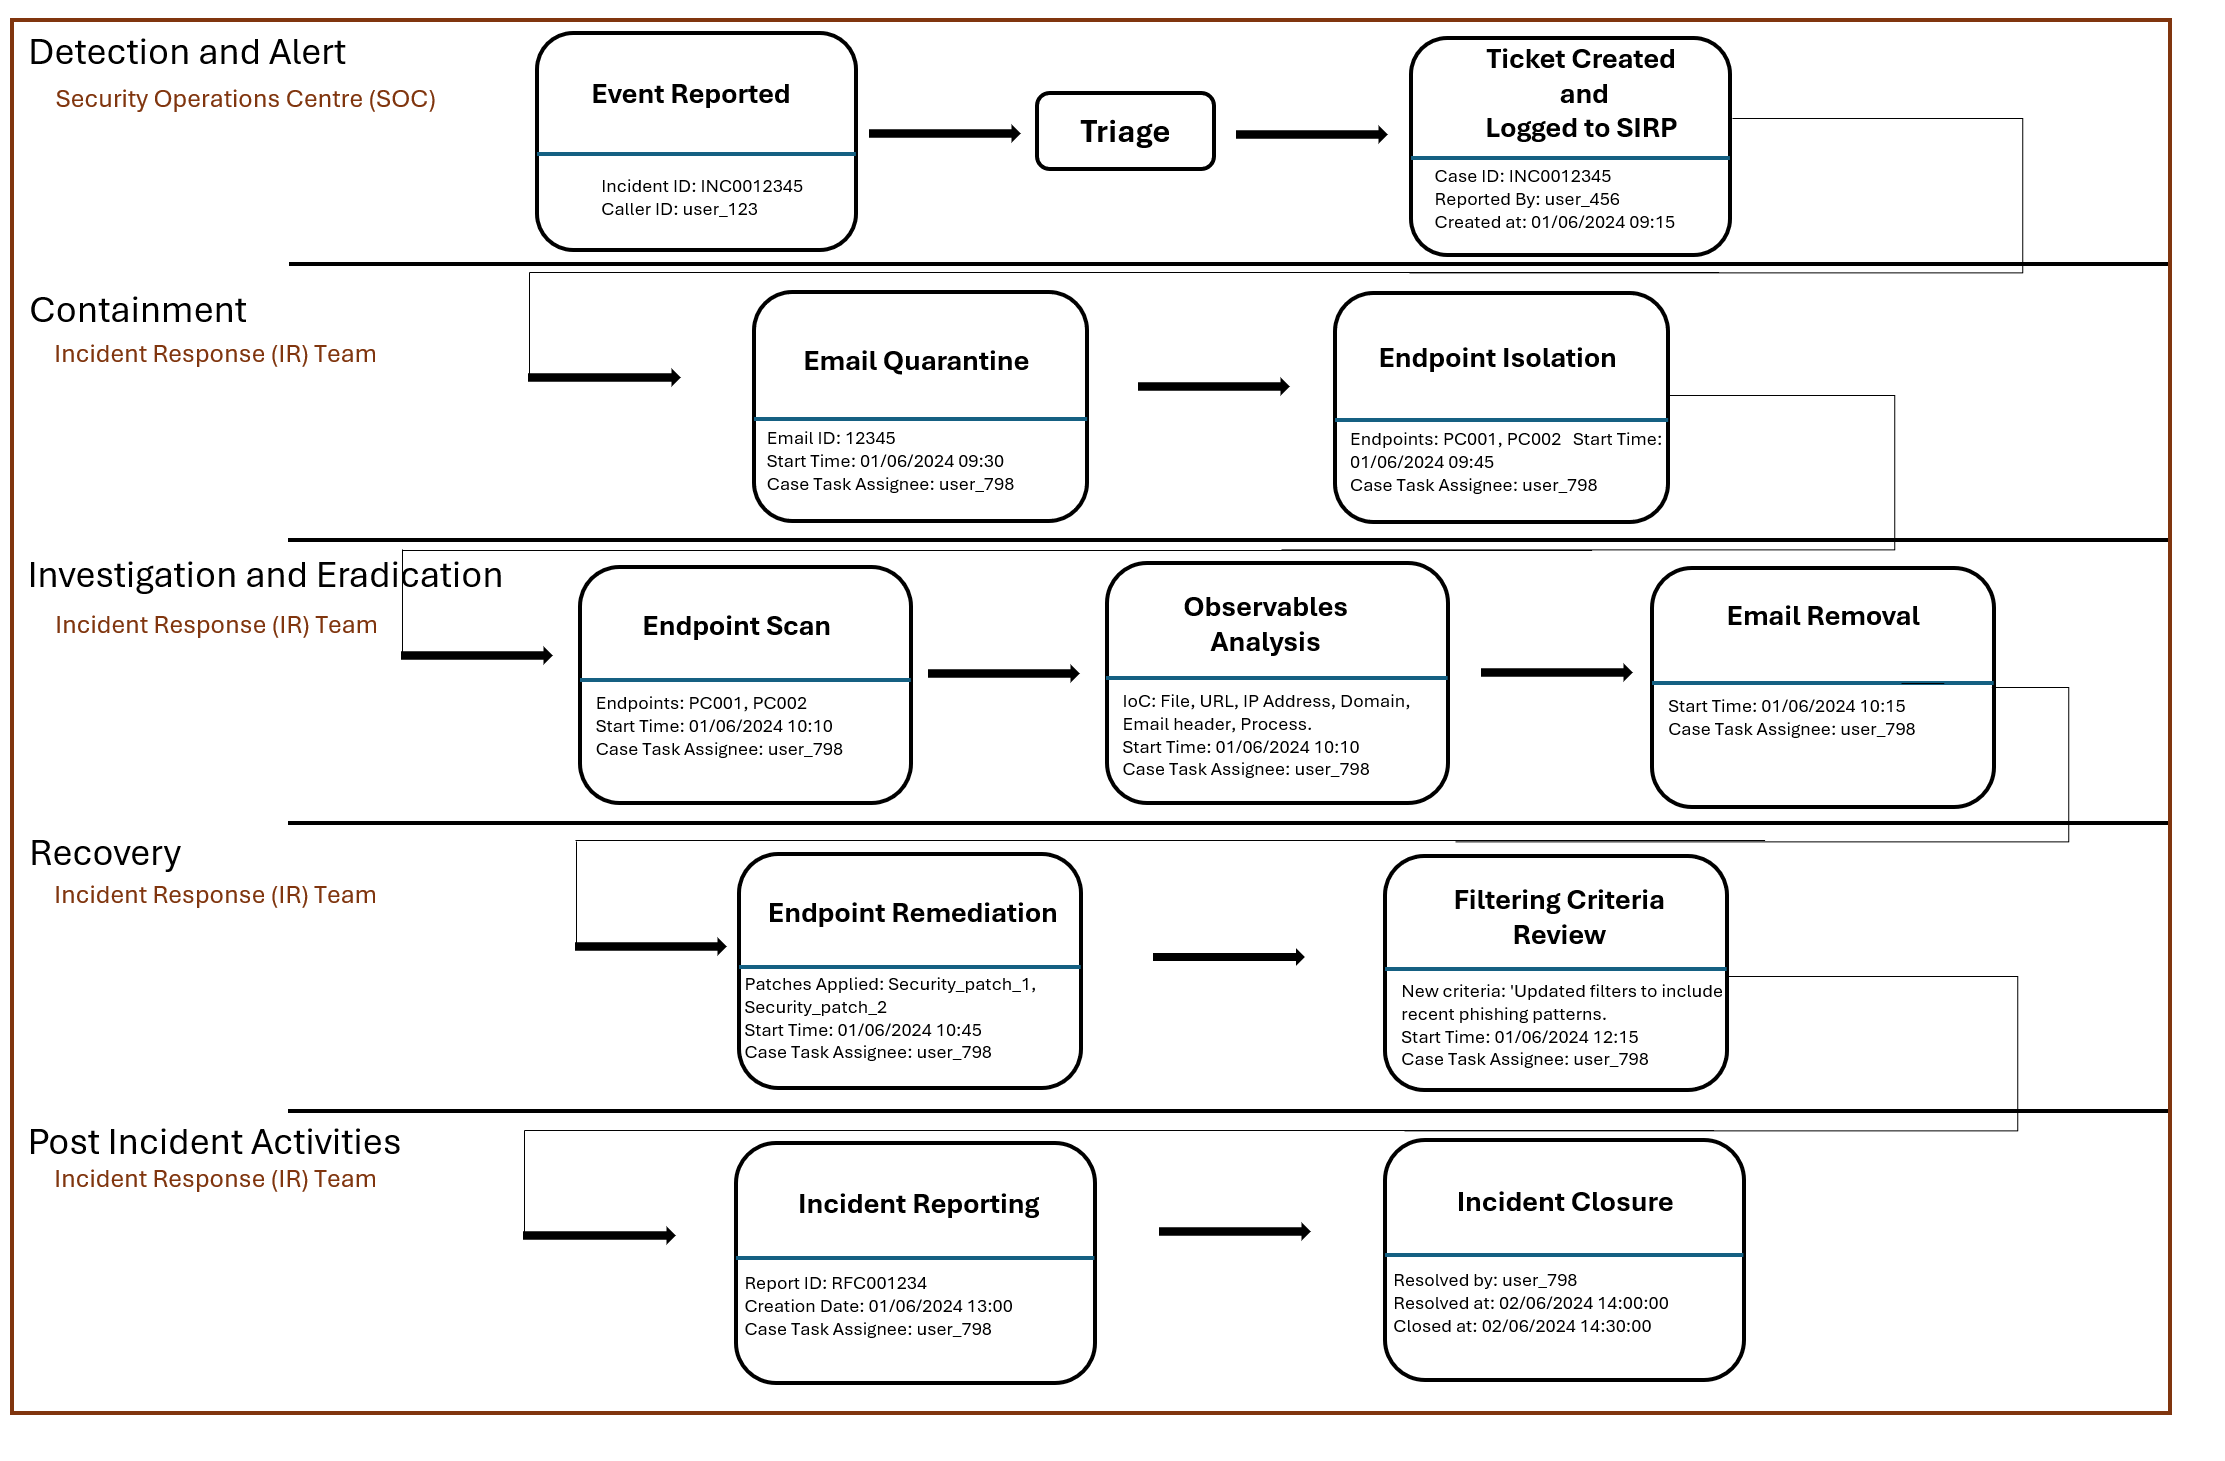 Detection and Alert
Security Operations Centre (SOC)
Event Reported
Incident ID: INC0012345
Caller ID: user_123
Triage
Ticket Created
and
Logged to SIRP
Case ID: INC0012345
Reported By: user_456
Created at: 01/06/2024 09:15
Containment
Incident Response (IR) Team
Email Quarantine
Email ID: 12345
Start Time: 01/06/2024 09:30
Case Task Assignee: user_798
Endpoint Isolation
Endpoints: PC001, PC002 Start Time:
01/06/2024 09:45
Case Task Assignee: user_798
Investigation and Eradication
Incident Response (IR) Team
Endpoint Scan
Endpoints: PC001, PC002
Start Time: 01/06/2024 10:10
Case Task Assignee: user_798
Observables
Analysis
IoC: File, URL, IP Address, Domain,
Email header, Process.
Start Time: 01/06/2024 10:10
Case Task Assignee: user_798
Email Removal
Start Time: 01/06/2024 10:15
Case Task Assignee: user_798
Recovery
Incident Response (IR) Team
Endpoint Remediation
Patches Applied: Security_patch_1,
Security_patch_2
Start Time: 01/06/2024 10:45
Case Task Assignee: user_798
Filtering Criteria
Review
New criteria: 'Updated filters to include
recent phishing patterns.
Start Time: 01/06/2024 12:15
Case Task Assignee: user_798
Post Incident Activities
Incident Response (IR) Team
Incident Reporting
Report ID: RFC001234
Creation Date: 01/06/2024 13:00
Case Task Assignee: user_798
Incident Closure
Resolved by: user_798
Resolved at: 02/06/2024 14:00:00
Closed at: 02/06/2024 14:30:00